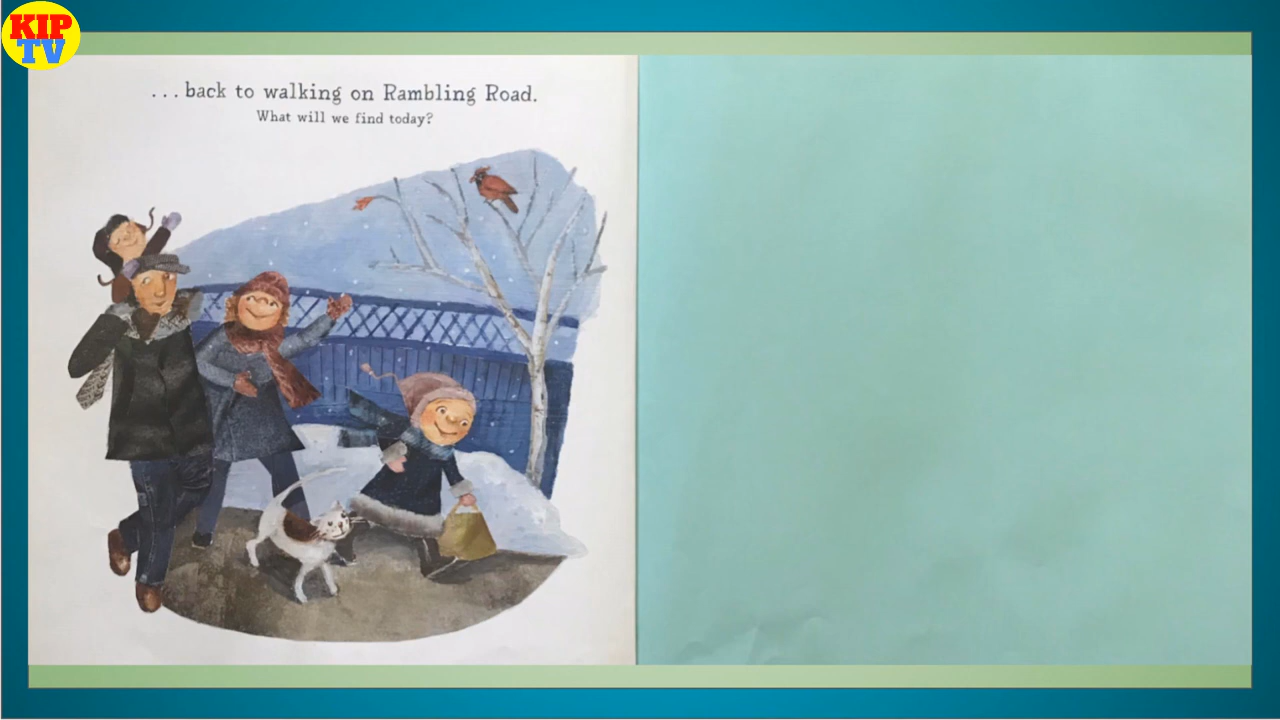 KIP
TV
...back to walking on Rambling Road.
What will we find today?